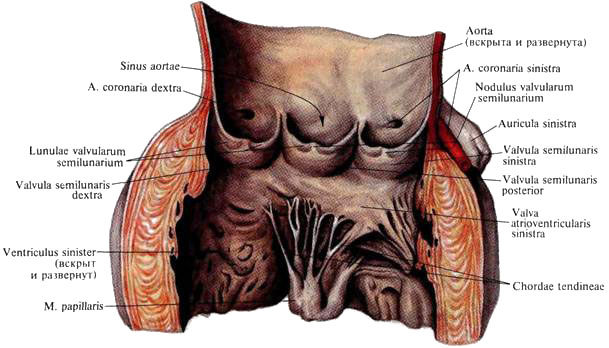 Sinus aortae
A. coronaria dextra
Lunulae valvularum
semilunarium
Valvula semilunaris
dextra
Ventriculus sinister
(вскрыт
и развернут)
M. papillaris
Aorta
(вскрыта и развернута)
A. coronaria sinistra
Nodulus valvularum
semilunarium
Auricula sinistra
Valvula semilunaris
sinistra
Valvula semilunaris
posterior
Valva
atrioventricularis
sinistra
Chordae tendineae